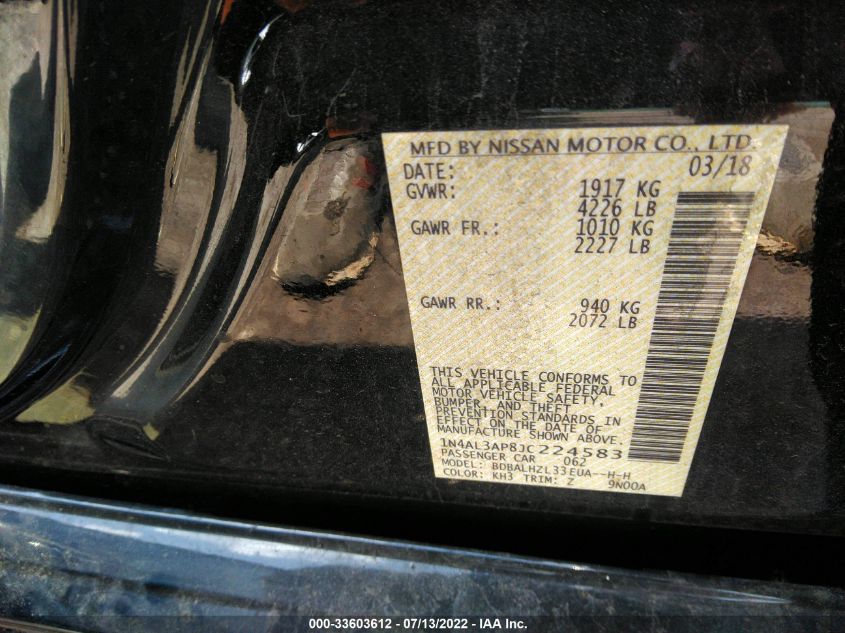 MFD BY NISSAN MOTOR CO., LTD.
DATE: 03/18
GVWR: 1917 KG
4226 LB
GAWR FR.: 1010 KG
2227 LB
GAWR RR.: 940 KG
2072 LB
THIS VEHICLE CONFORMS TO
ALL APPLICABLE FEDERAL
MOTOR VEHICLE SAFETY,
BUMPER, AND THEFT
PREVENTION STANDARDS IN
EFFECT ON THE DATE OF
MANUFACTURE SHOWN ABOVE.
1N4AL3AP8JC224583
PASSENGER CAR 062
MODEL: BDBALHZL33EUA--H-H
COLOR: KH3 TRIM: Z 9N00A
000-33603612 - 07/13/2022 - IAA Inc.